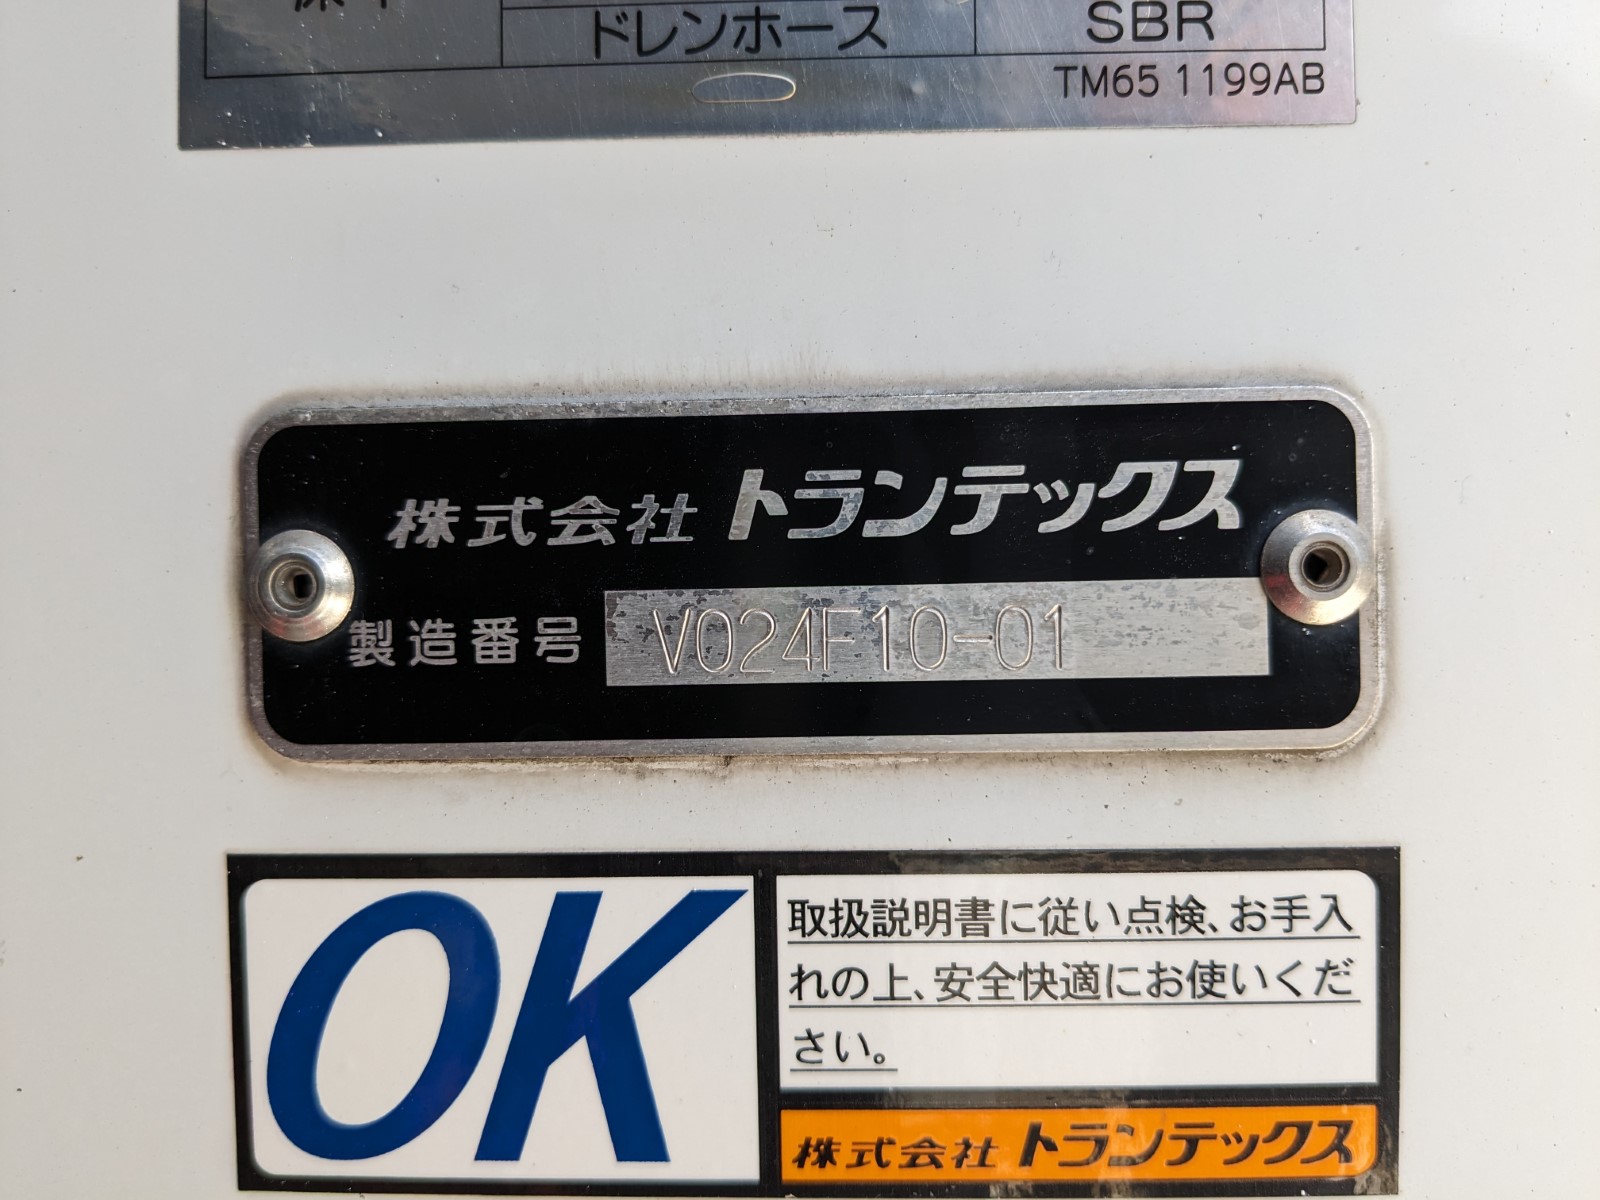 ドレンホース SBR
TM65 1199AB
株式会社 トランテックス
製造番号 V024F10-01
OK
取扱説明書に従い点検、お手入
れの上、安全快適にお使いくだ
さい。
株式会社 トランテックス